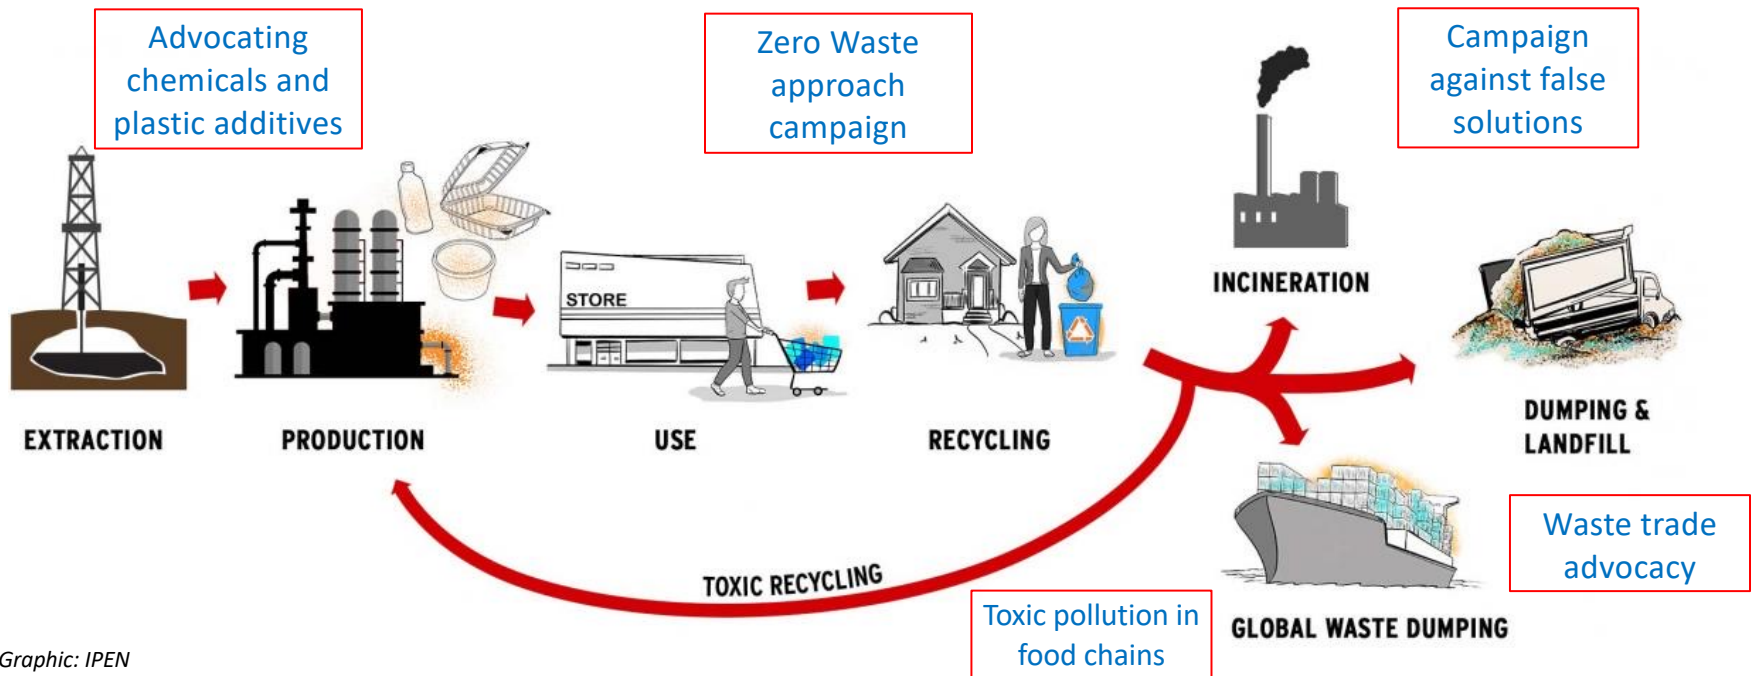 Advocating
chemicals and
plastic additives
Zero Waste
approach
campaign
Campaign
against false
solutions
STORE
INCINERATION
EXTRACTION
PRODUCTION
USE
RECYCLING
DUMPING &
LANDFILL
TOXIC RECYCLING
Waste trade
advocacy
Toxic pollution in
food chains
GLOBAL WASTE DUMPING
Graphic: IPEN